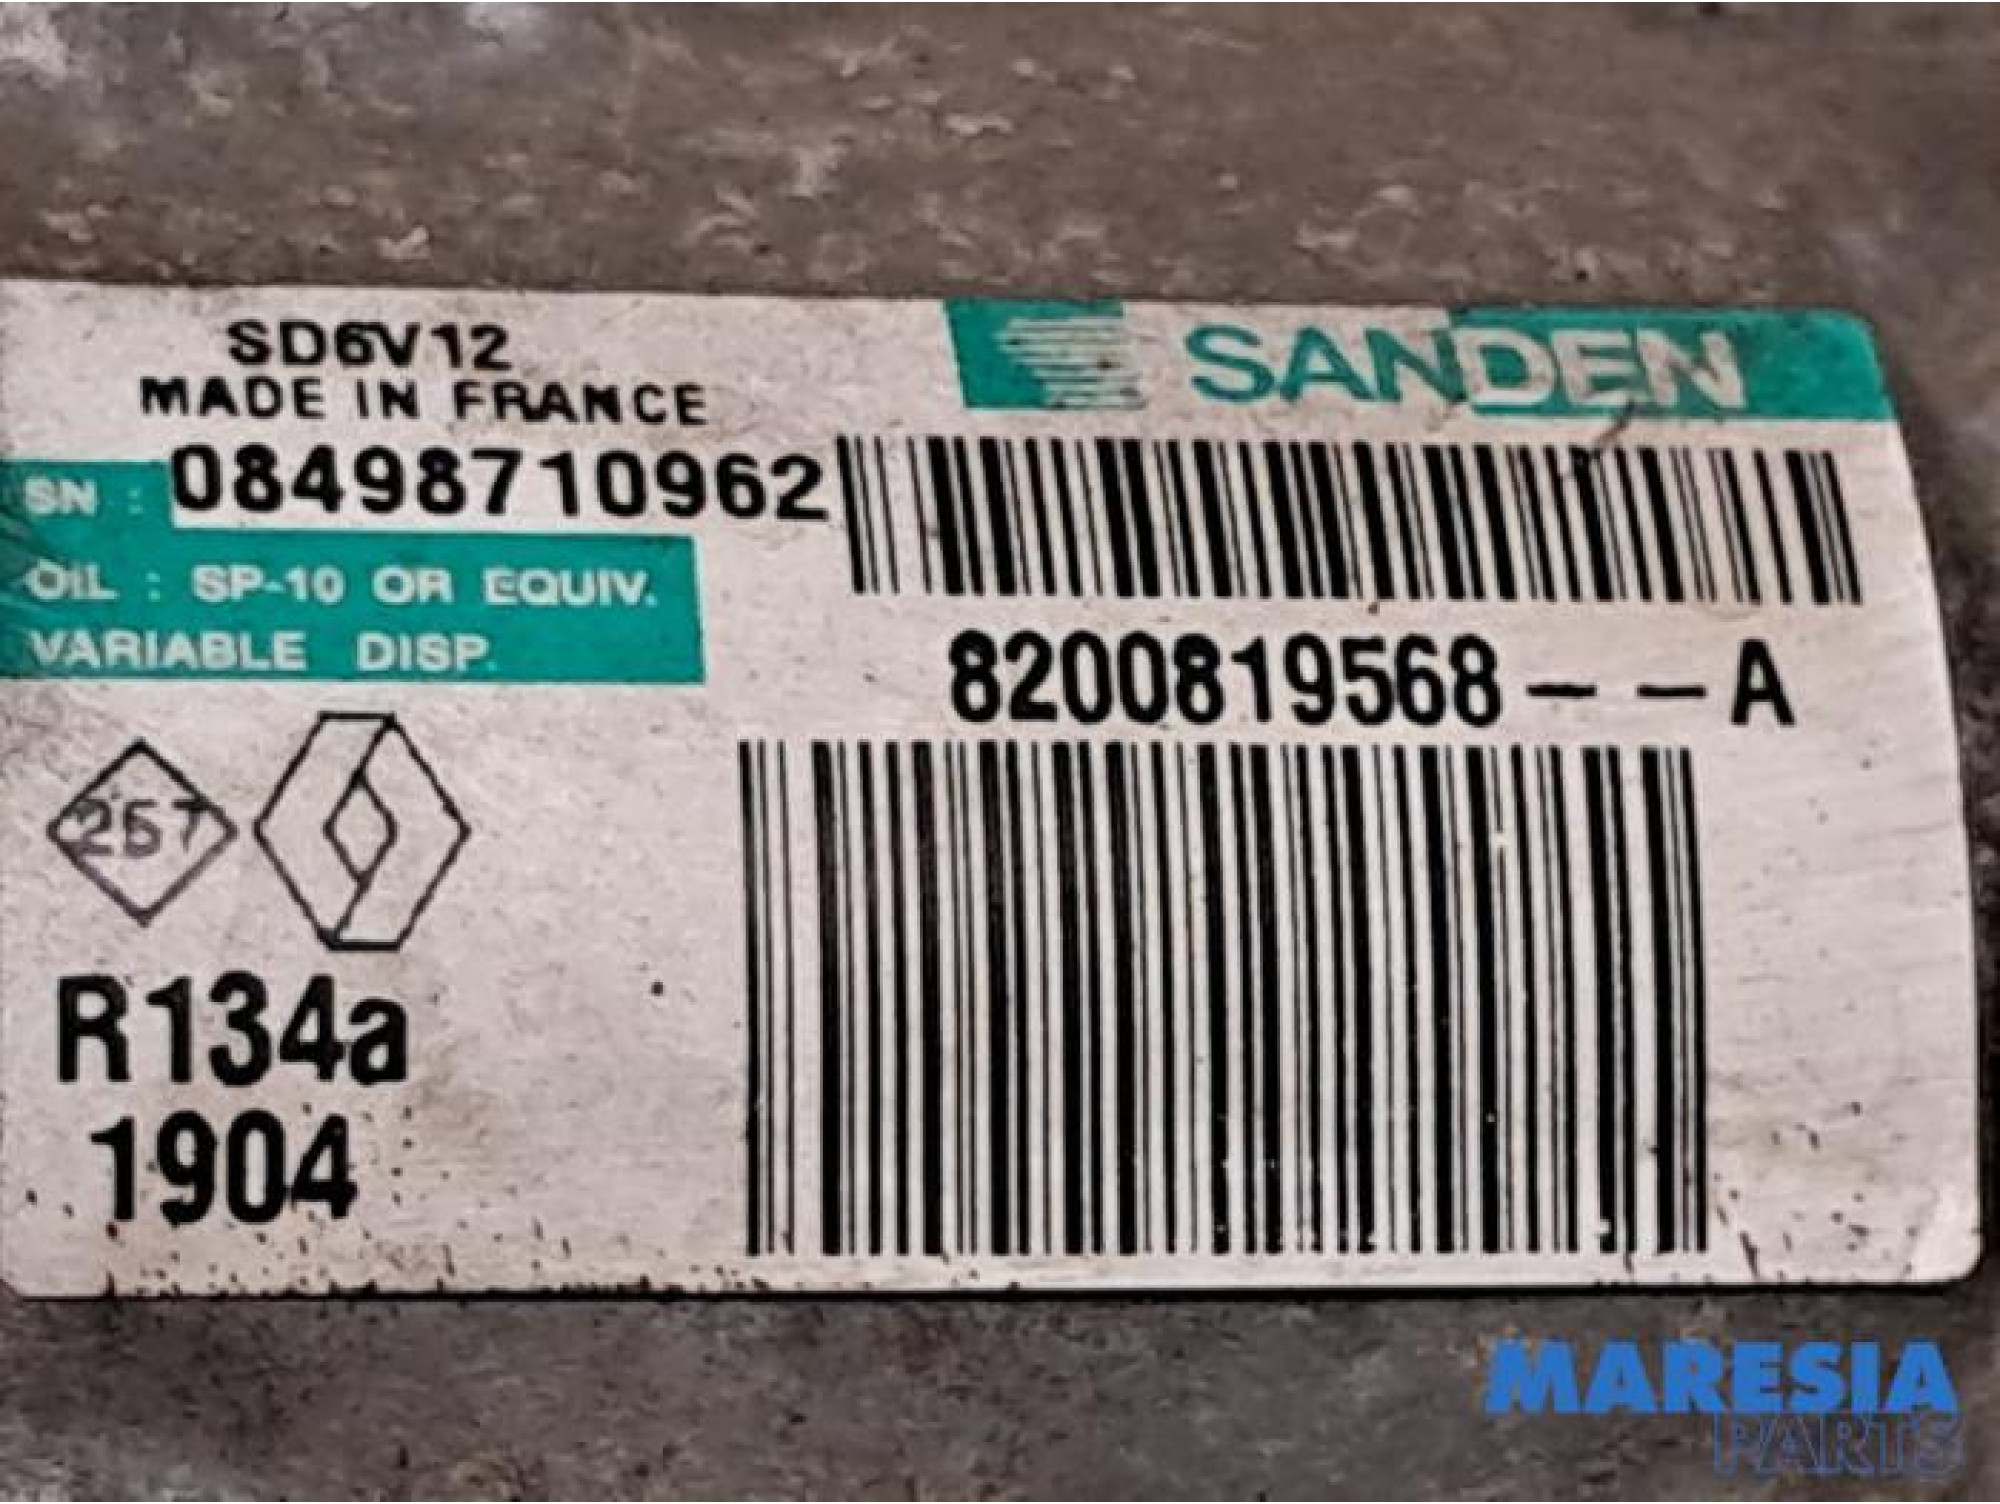 SD6V12
MADE IN FRANCE
SANDEN
SN : 08498710962
OIL : SP-10 OR EQUIV.
VARIABLE DISP.
8200819568--A
267
R134a
1904
MARESIA
PARTS